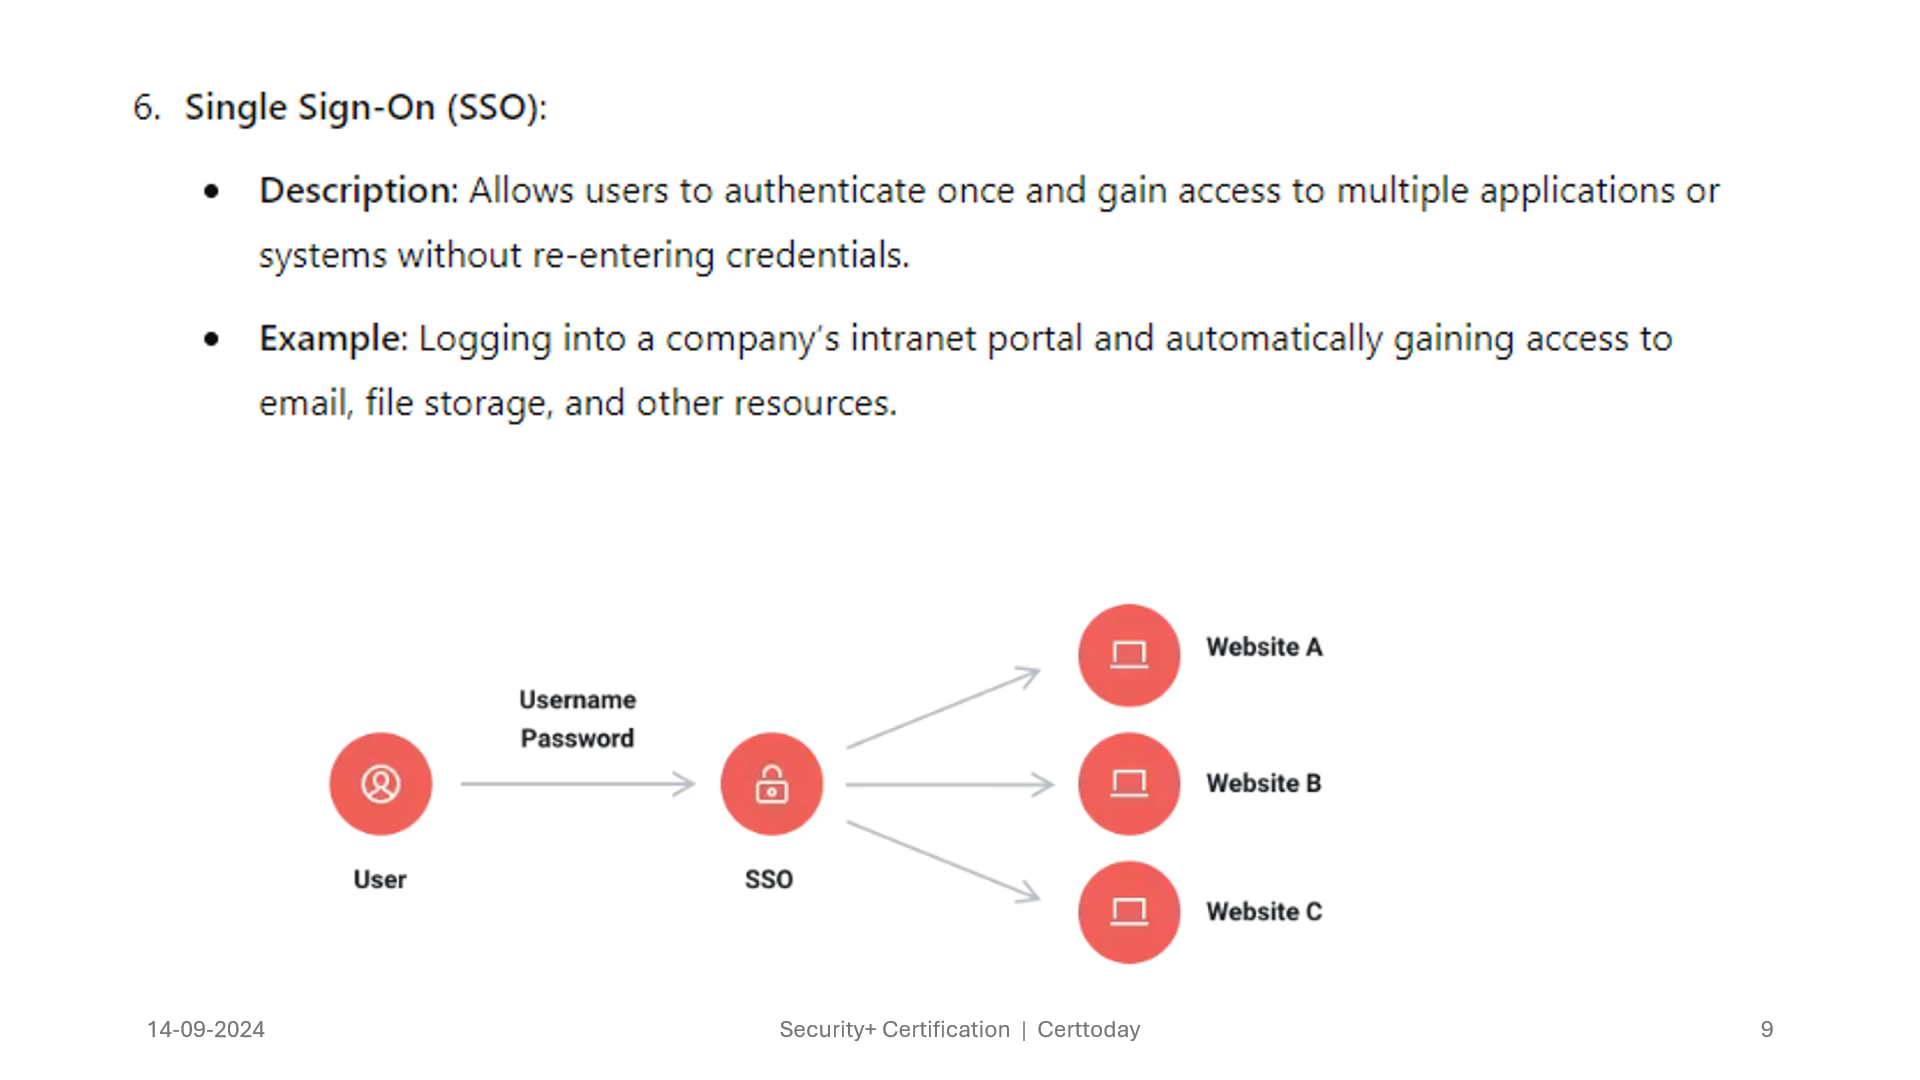 6. Single Sign-On (SSO):
• Description: Allows users to authenticate once and gain access to multiple applications or
systems without re-entering credentials.
• Example: Logging into a company's intranet portal and automatically gaining access to
email, file storage, and other resources.
Website A
Username
Password
Website B
User
SSO
Website C
14-09-2024
Security+ Certification | Certtoday
9